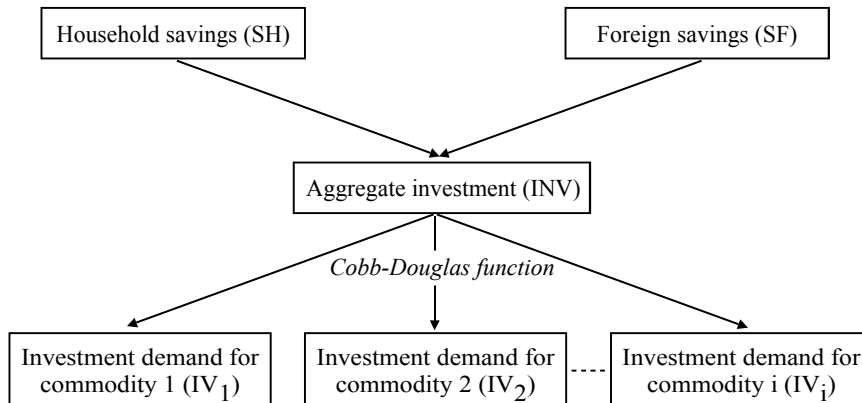 Household savings (SH)
Foreign savings (SF)
Aggregate investment (INV)
Cobb-Douglas function
Investment demand for
commodity 1 (IV1)
Investment demand for
commodity 2 (IV2)
Investment demand for
commodity i (IVi)